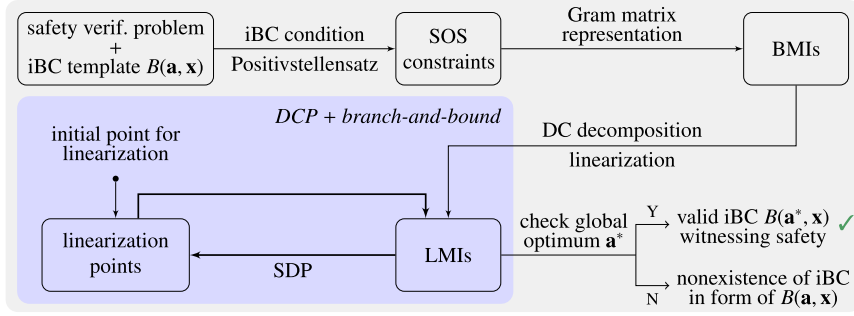 safety verif. problem
+
iBC template B(a, x)
iBC condition
Positivstellensatz
SOS
constraints
Gram matrix
representation
BMIs
DCP + branch-and-bound
DC decomposition
linearization
initial point for
linearization
linearization
points
SDP
LMIs
check global
optimum a*
Y
valid iBC B(a*, x) ✓
witnessing safety
N
nonexistence of iBC
in form of B(a, x)